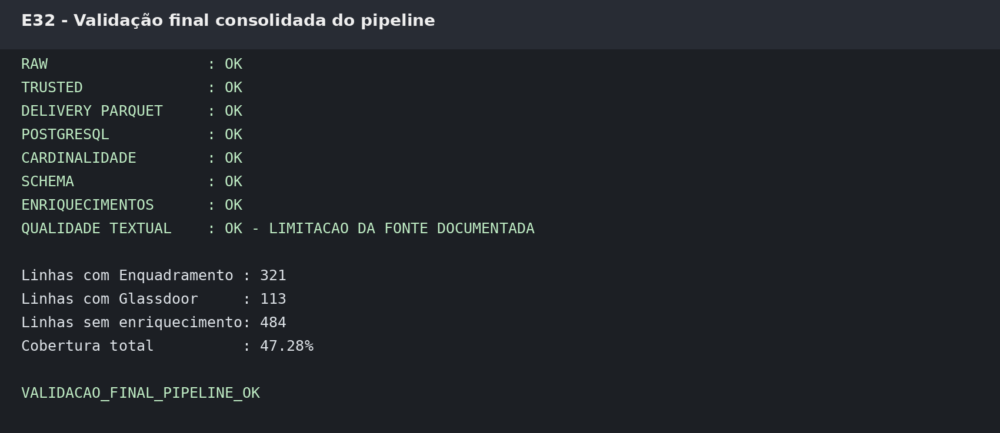 E32 - Validação final consolidada do pipeline
RAW                  : OK
TRUSTED              : OK
DELIVERY PARQUET     : OK
POSTGRESQL           : OK
CARDINALIDADE        : OK
SCHEMA               : OK
ENRIQUECIMENTOS      : OK
QUALIDADE TEXTUAL    : OK - LIMITACAO DA FONTE DOCUMENTADA
Linhas com Enquadramento : 321
Linhas com Glassdoor     : 113
Linhas sem enriquecimento: 484
Cobertura total          : 47.28%
VALIDACAO_FINAL_PIPELINE_OK